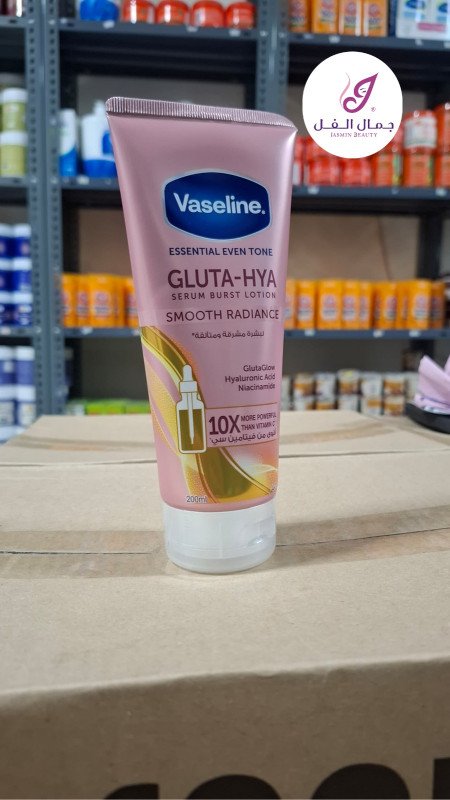 جمال الفل
JASMIN BEAUTY
®
Vaseline®
ESSENTIAL EVEN TONE
GLUTA-HYA
SERUM BURST LOTION
SMOOTH RADIANCE
لبشرة مشرقة ومتألقة*
GlutaGlow
Hyaluronic Acid
Niacinamide
10X MORE POWERFUL
THAN VITAMIN C*
أقوى من فيتامين سي*
200ml